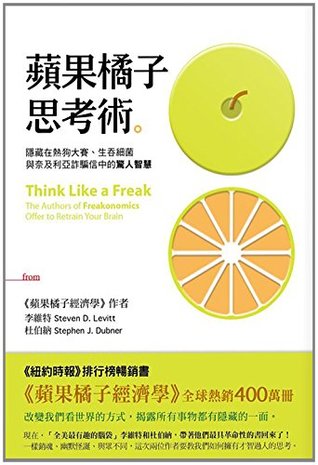 蘋果橘子
思考術。
隱藏在熱狗大賽、生吞細菌
與奈及利亞詐騙信中的驚人智慧
Think Like a Freak
The Authors of Freakonomics
Offer to Retrain Your Brain
from
《蘋果橘子經濟學》作者
李維特 Steven D. Levitt
杜伯納 Stephen J. Dubner
《紐約時報》排行榜暢銷書
《蘋果橘子經濟學》全球熱銷400萬冊
改變我們看世界的方式,揭露所有事物都有隱藏的一面。
現在,「全美最有趣的腦袋」李維特和杜伯納,帶著他們最具革命性的書回來了!
一樣銷魂、幽默怪誕、與眾不同,這次兩位作者要教我們如何擁有才智過人的思考。